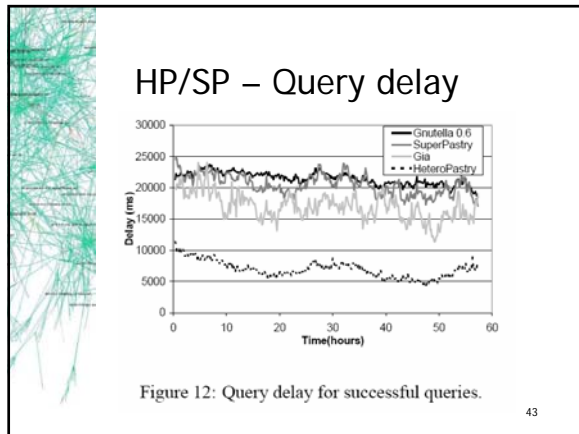 HP/SP – Query delay
30000
25000
20000
15000
10000
5000
0
Delay (ms)
Gnutella 0.6
SuperPastry
Gia
HeteroPastry
0
10
20
30
40
50
60
Time(hours)
Figure 12: Query delay for successful queries.
43